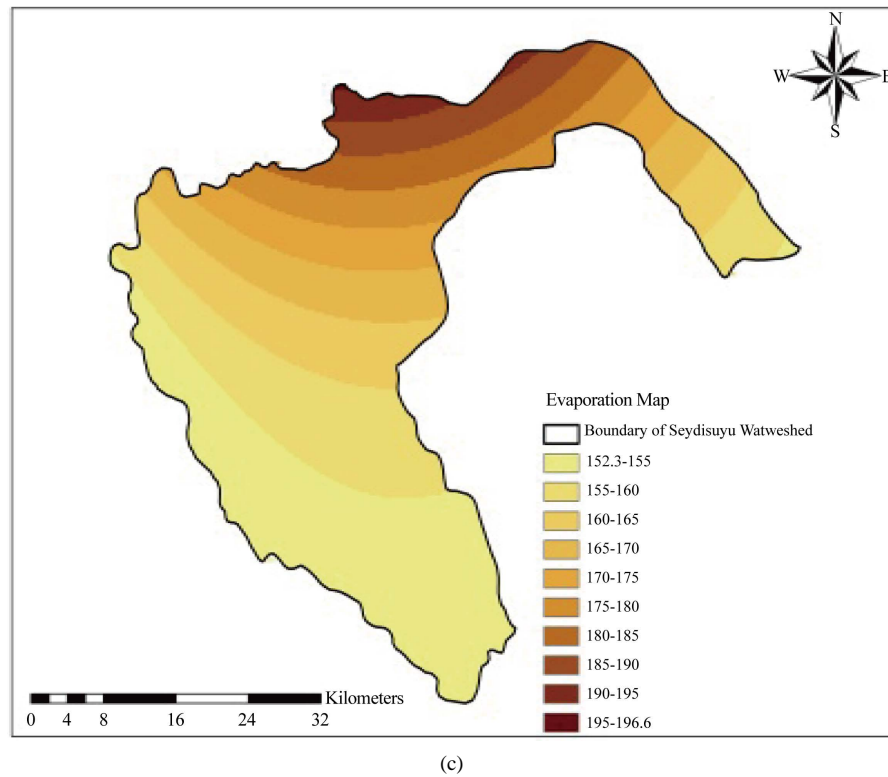 N
W E
S
Evaporation Map
Boundary of Seydisuyu Watweshed
152.3-155
155-160
160-165
165-170
170-175
175-180
180-185
185-190
190-195
195-196.6
Kilometers
0 4 8 16 24 32
(c)